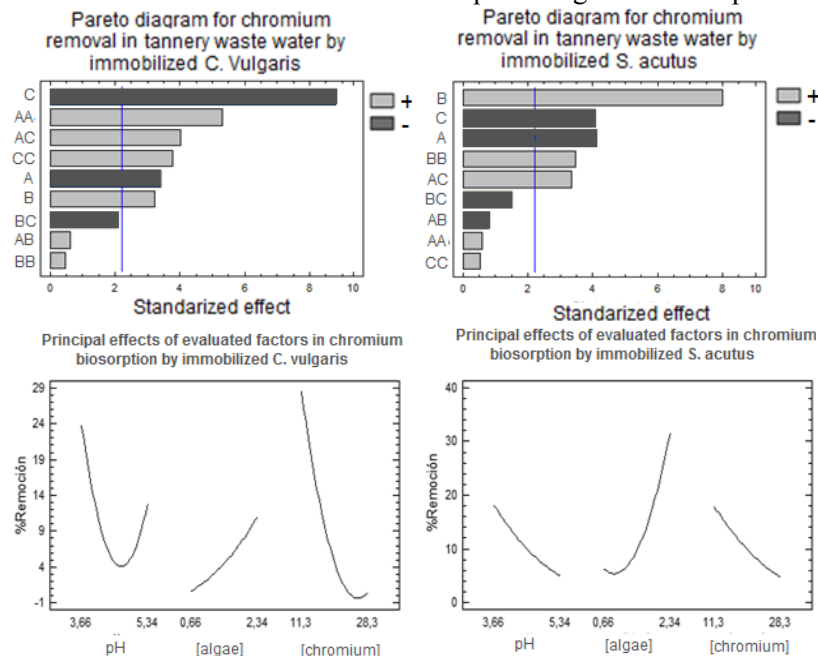 Pareto diagram for chromium
removal in tannery waste water by
immobilized C. Vulgaris
C
AA
AC
CC
A
B
BC
AB
BB
+
-
0 2 4 6 8 10
Standarized effect
Pareto diagram for chromium
removal in tannery waste water by
immobilized S. acutus
B
C
A
BB
AC
BC
AB
AA
CC
+
-
0 2 4 6 8 10
Standarized effect
Principal effects of evaluated factors in chromium
biosorption by immobilized C. vulgaris
%Remoción
29
24
19
14
9
4
-1
3,66 5,34 0,66 2,34 11,3 28,3
pH [algae] [chromium]
Principal effects of evaluated factors in chromium
biosorption by immobilized S. acutus
%Remoción
40
30
20
10
0
3,66 5,34 0,66 2,34 11,3 28,3
pH [algae] [chromium]